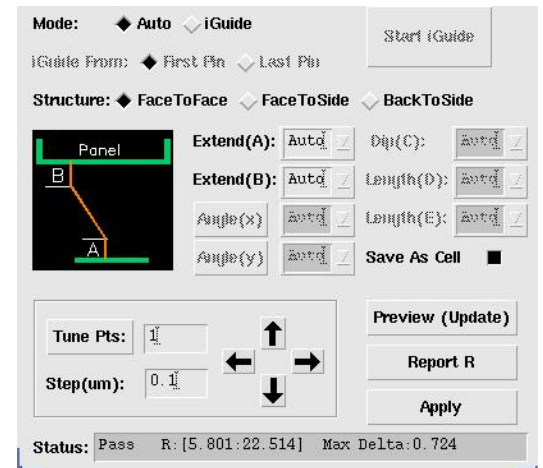 Mode: Auto iGuide
Start iGuide
iGuide From: First Pin Last Pin
Structure: FaceToFace FaceToSide BackToSide
Panel
B
A
Extend(A): Auto Dip(C): Auto
Extend(B): Auto Length(D): Auto
Angle(x) Auto Length(E): Auto
Angle(y) Auto Save As Cell
Tune Pts: 1
Step(um): 0.1
Preview (Update)
Report R
Apply
Status: Pass R:[5.801:22.514] Max Delta:0.724